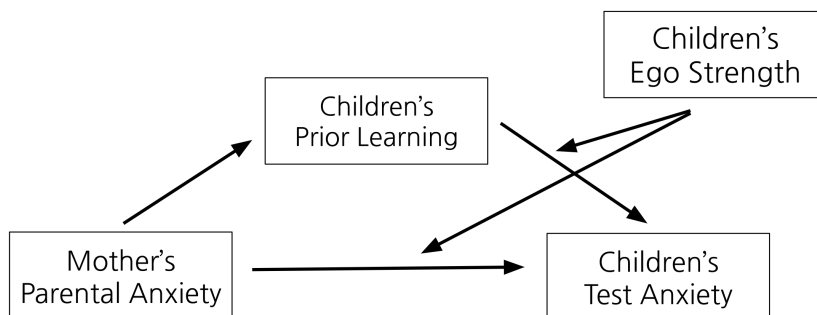 Children's
Ego Strength
Children's
Prior Learning
Mother's
Parental Anxiety
Children's
Test Anxiety